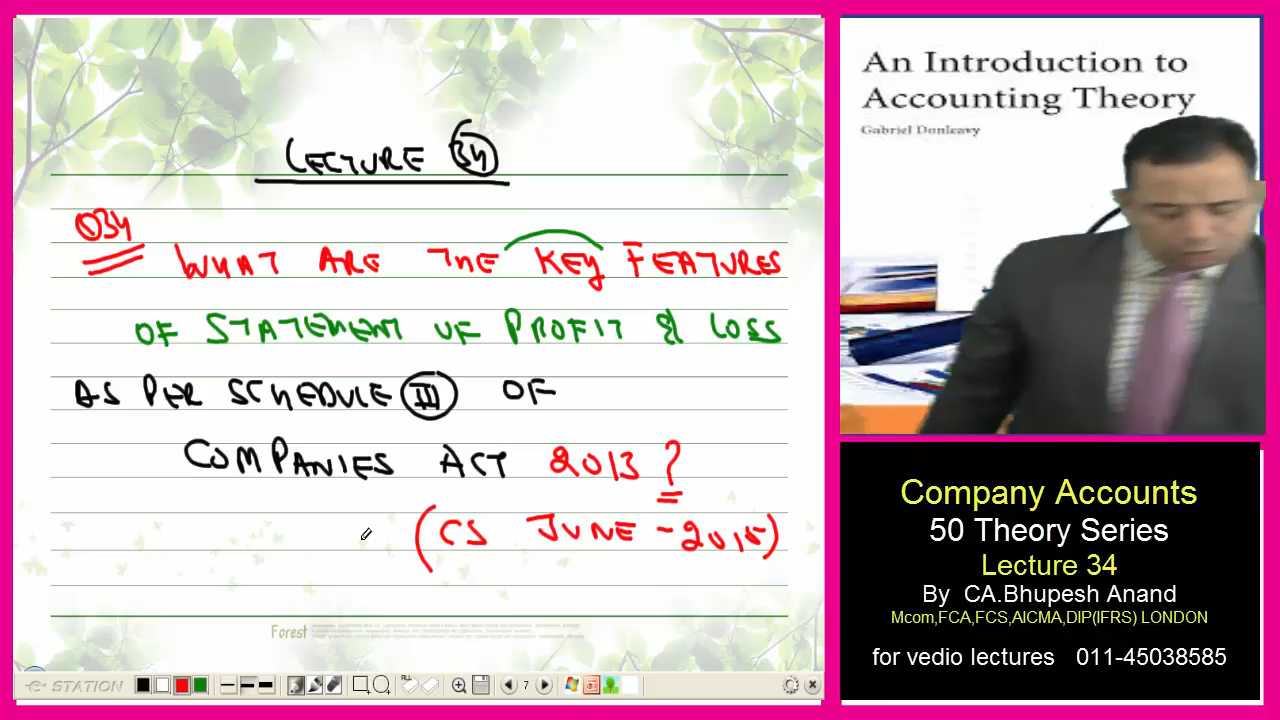 LECTURE 34
Q34 WHAT ARE THE KEY FEATURES
OF STATEMENT OF PROFIT & LOSS
AS PER SCHEDULE III OF
COMPANIES ACT 2013 ?
(CS JUNE - 2015)
Forest
e-STATION
7
An Introduction to
Accounting Theory
Gabriel Donleavy
Company Accounts
50 Theory Series
Lecture 34
By CA.Bhupesh Anand
Mcom,FCA,FCS,AICMA,DIP(IFRS) LONDON
for vedio lectures 011-45038585